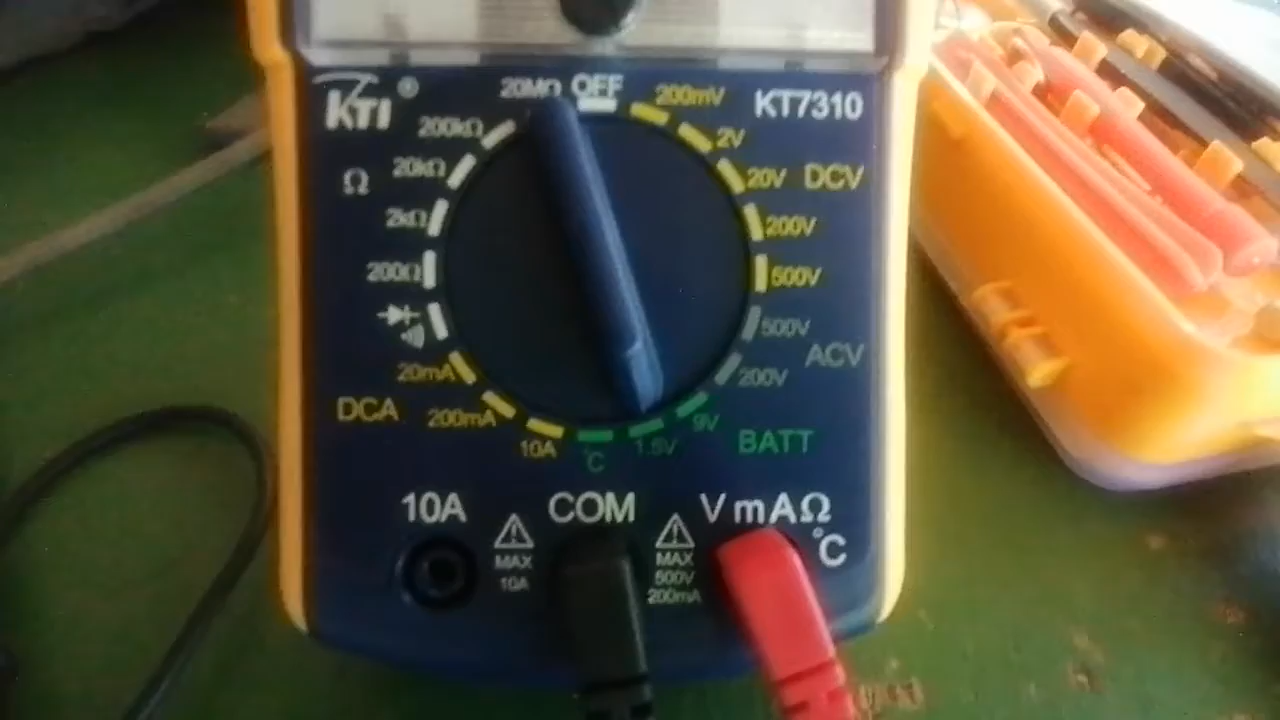 KTI ®
20MΩ OFF 200mV KT7310
200kΩ 2V
Ω 20kΩ 20V DCV
2kΩ 200V
200Ω 500V
500V ACV
20mA 200V
DCA 200mA 9V
10A °C 1.5V BATT
10A COM V mAΩ
°C
MAX
10A
MAX
500V
200mA